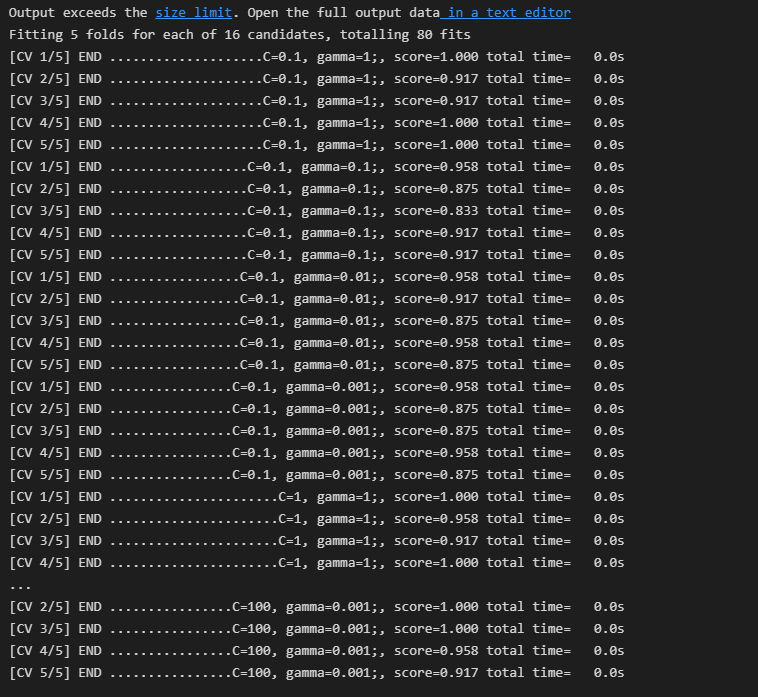 Output exceeds the size limit. Open the full output data in a text editor
Fitting 5 folds for each of 16 candidates, totalling 80 fits
[CV 1/5] END ....................C=0.1, gamma=1;, score=1.000 total time=   0.0s
[CV 2/5] END ....................C=0.1, gamma=1;, score=0.917 total time=   0.0s
[CV 3/5] END ....................C=0.1, gamma=1;, score=0.917 total time=   0.0s
[CV 4/5] END ....................C=0.1, gamma=1;, score=1.000 total time=   0.0s
[CV 5/5] END ....................C=0.1, gamma=1;, score=1.000 total time=   0.0s
[CV 1/5] END ..................C=0.1, gamma=0.1;, score=0.958 total time=   0.0s
[CV 2/5] END ..................C=0.1, gamma=0.1;, score=0.875 total time=   0.0s
[CV 3/5] END ..................C=0.1, gamma=0.1;, score=0.833 total time=   0.0s
[CV 4/5] END ..................C=0.1, gamma=0.1;, score=0.917 total time=   0.0s
[CV 5/5] END ..................C=0.1, gamma=0.1;, score=0.917 total time=   0.0s
[CV 1/5] END .................C=0.1, gamma=0.01;, score=0.958 total time=   0.0s
[CV 2/5] END .................C=0.1, gamma=0.01;, score=0.917 total time=   0.0s
[CV 3/5] END .................C=0.1, gamma=0.01;, score=0.875 total time=   0.0s
[CV 4/5] END .................C=0.1, gamma=0.01;, score=0.958 total time=   0.0s
[CV 5/5] END .................C=0.1, gamma=0.01;, score=0.875 total time=   0.0s
[CV 1/5] END ................C=0.1, gamma=0.001;, score=0.958 total time=   0.0s
[CV 2/5] END ................C=0.1, gamma=0.001;, score=0.875 total time=   0.0s
[CV 3/5] END ................C=0.1, gamma=0.001;, score=0.875 total time=   0.0s
[CV 4/5] END ................C=0.1, gamma=0.001;, score=0.958 total time=   0.0s
[CV 5/5] END ................C=0.1, gamma=0.001;, score=0.875 total time=   0.0s
[CV 1/5] END ......................C=1, gamma=1;, score=1.000 total time=   0.0s
[CV 2/5] END ......................C=1, gamma=1;, score=0.958 total time=   0.0s
[CV 3/5] END ......................C=1, gamma=1;, score=0.917 total time=   0.0s
[CV 4/5] END ......................C=1, gamma=1;, score=1.000 total time=   0.0s
...
[CV 2/5] END ................C=100, gamma=0.001;, score=1.000 total time=   0.0s
[CV 3/5] END ................C=100, gamma=0.001;, score=1.000 total time=   0.0s
[CV 4/5] END ................C=100, gamma=0.001;, score=0.958 total time=   0.0s
[CV 5/5] END ................C=100, gamma=0.001;, score=0.917 total time=   0.0s